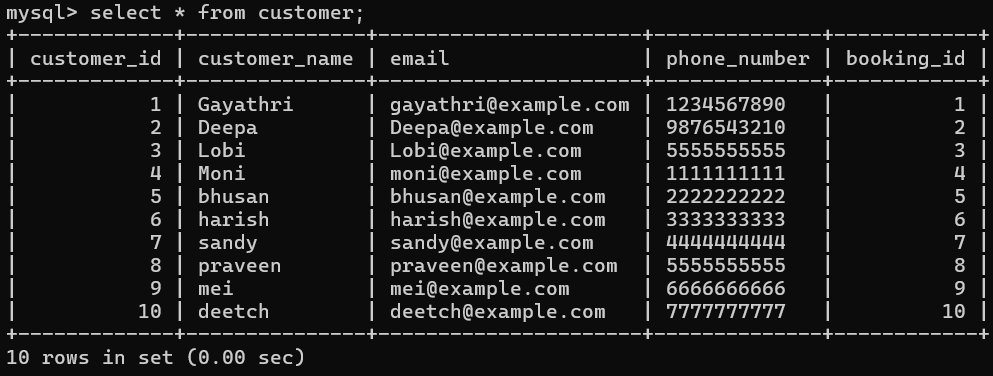 mysql> select * from customer;
+-------------+---------------+----------------------+--------------+------------+
| customer_id | customer_name | email                | phone_number | booking_id |
+-------------+---------------+----------------------+--------------+------------+
|           1 | Gayathri      | gayathri@example.com | 1234567890   |          1 |
|           2 | Deepa         | Deepa@example.com    | 9876543210   |          2 |
|           3 | Lobi          | Lobi@example.com     | 5555555555   |          3 |
|           4 | Moni          | moni@example.com     | 1111111111   |          4 |
|           5 | bhusan        | bhusan@example.com   | 2222222222   |          5 |
|           6 | harish        | harish@example.com   | 3333333333   |          6 |
|           7 | sandy         | sandy@example.com    | 4444444444   |          7 |
|           8 | praveen       | praveen@example.com  | 5555555555   |          8 |
|           9 | mei           | mei@example.com      | 6666666666   |          9 |
|          10 | deetch        | deetch@example.com   | 7777777777   |         10 |
+-------------+---------------+----------------------+--------------+------------+
10 rows in set (0.00 sec)